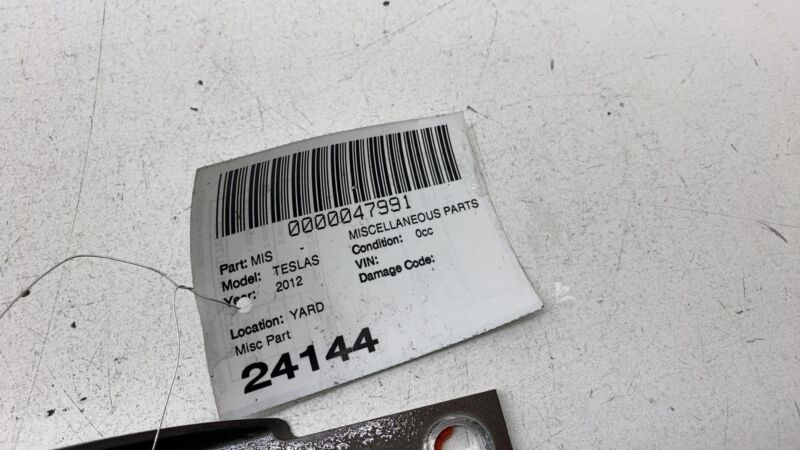 0000047991
Part: MIS - MISCELLANEOUS PARTS
Model: TESLAS Condition: 0cc
Year: 2012 VIN:
Damage Code:
Location: YARD
Misc Part
24144